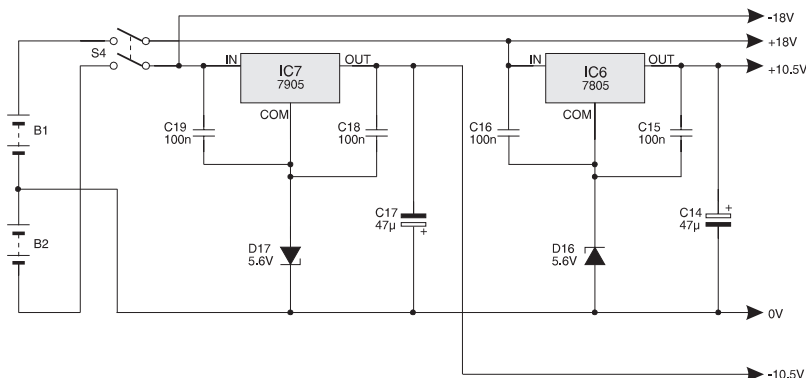 -18V
S4
+18V
IN
IC7
7905
OUT
IN
IC6
7805
OUT
+10.5V
COM
COM
C19
100n
C18
100n
C16
100n
C15
100n
B1
C17
47µ
+
C14
47µ
+
B2
D17
5.6V
D16
5.6V
0V
-10.5V